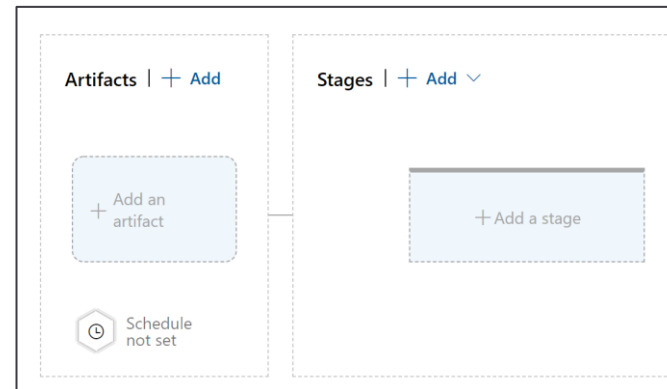 Artifacts | + Add
Stages | + Add
+ Add an
artifact
+ Add a stage
Schedule
not set